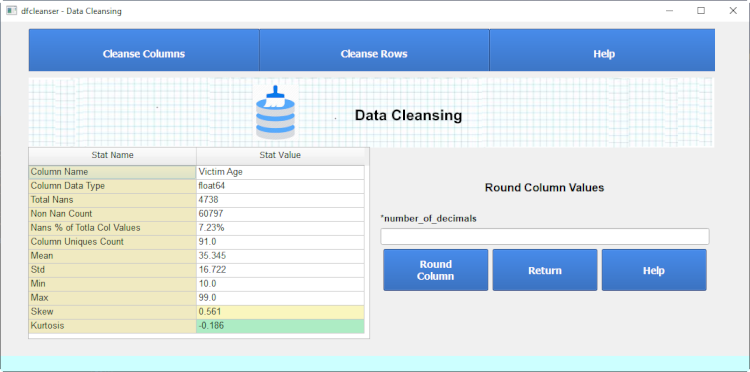 dfcleanser - Data Cleansing
Cleanse Columns Cleanse Rows Help
Data Cleansing
Stat Name Stat Value
Column Name Victim Age
Column Data Type float64
Total Nans 4738
Non Nan Count 60797
Nans % of Totla Col Values 7.23%
Column Uniques Count 91.0
Mean 35.345
Std 16.722
Min 10.0
Max 99.0
Skew 0.561
Kurtosis -0.186
Round Column Values
*number_of_decimals
Round
Column
Return
Help